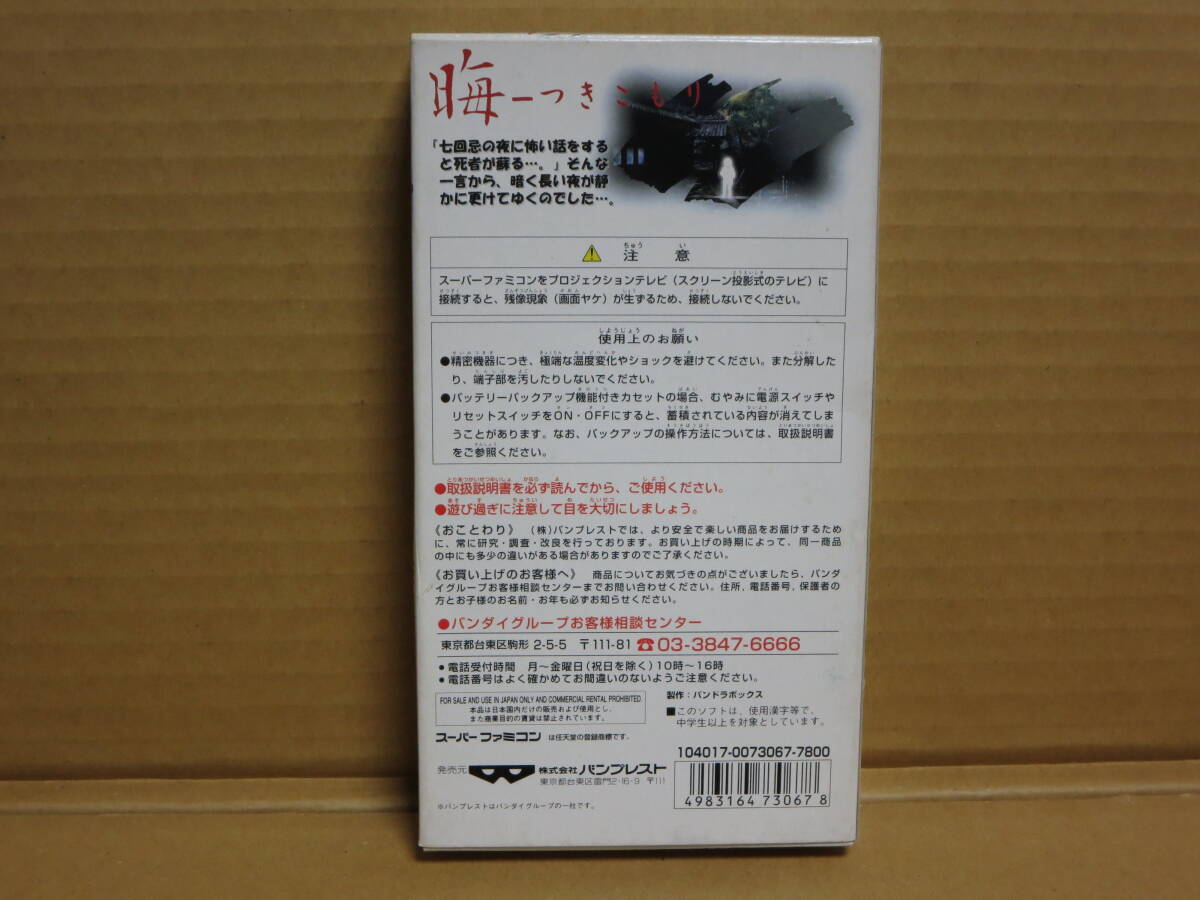 晦ーつきこもり
「七回忌の夜に怖い話をする
と死者が蘇る…。」そんな
一言から、暗く長い夜が静
かに更けてゆくのでした…。
注意
スーパーファミコンをプロジェクションテレビ（スクリーン投影式のテレビ）に
接続すると、残像現象（画面ヤケ）が生ずるため、接続しないでください。
使用上のお願い
●精密機器につき、極端な温度変化やショックを避けてください。また分解した
り、端子部を汚したりしないでください。
●バッテリーバックアップ機能付きカセットの場合、むやみに電源スイッチや
リセットスイッチをON・OFFにすると、蓄積されている内容が消えてしま
うことがあります。なお、バックアップの操作方法については、取扱説明書
をご参照ください。
●取扱説明書を必ず読んでから、ご使用ください。
●遊び過ぎに注意して目を大切にしましょう。
《おことわり》（株）バンプレストでは、より安全で楽しい商品をお届けするため
に、常に研究・調査・改良を行っております。お買い上げの時期によって、同一商品
の中にも多少の違いがある場合がありますのでご了承ください。
《お買い上げのお客様へ》 商品についてお気づきの点がございましたら、バンダ
イグループお客様相談センターまでお問い合わせください。住所，電話番号，保護者の
方とお子様のお名前・お年も必ずお知らせください。
●バンダイグループお客様相談センター
東京都台東区駒形 2-5-5 〒111-81 ☎03-3847-6666
●電話受付時間 月～金曜日（祝日を除く）10時～16時
●電話番号はよく確かめてお間違いのないようご注意ください。
FOR SALE AND USE IN JAPAN ONLY AND COMMERCIAL RENTAL PROHIBITED.
本品は日本国内だけの販売および使用とし、
また商業目的の賃貸は禁止されています。
製作：パンドラボックス
■このソフトは、使用漢字等で、
中学生以上を対象としています。
スーパーファミコンは任天堂の登録商標です。
104017-0073067-7800
発売元 株式会社バンプレスト
東京都台東区雷門2-16-9 〒111
4983164730678
※バンプレストはバンダイグループの一社です。